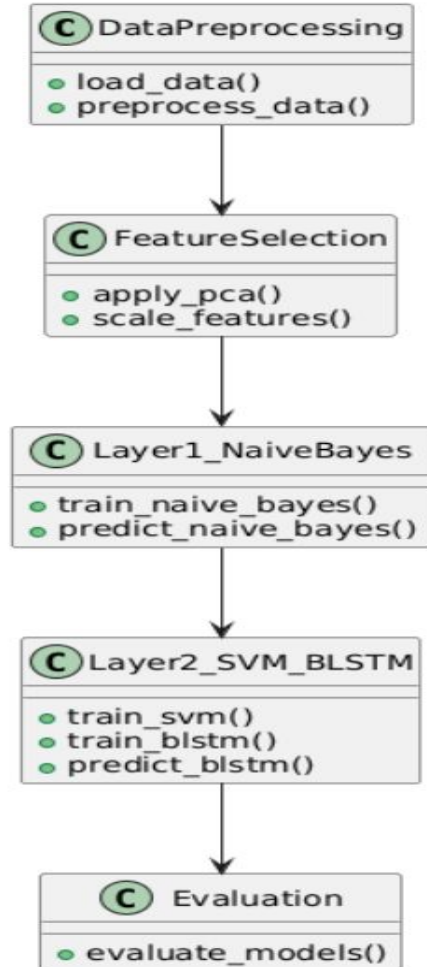 C DataPreprocessing
load_data()
preprocess_data()
C FeatureSelection
apply_pca()
scale_features()
C Layer1_NaiveBayes
train_naive_bayes()
predict_naive_bayes()
C Layer2_SVM_BLSTM
train_svm()
train_blstm()
predict_blstm()
C Evaluation
evaluate_models()